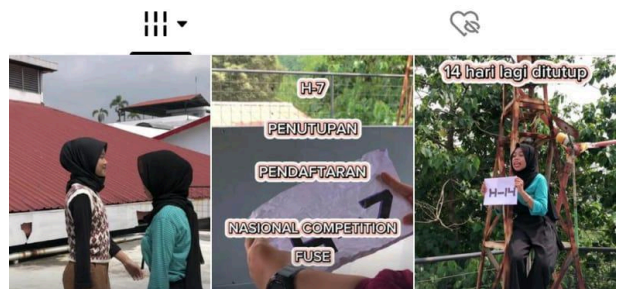 H-7
PENUTUPAN
PENDAFTARAN
NASIONAL COMPETITION
FUSE
7
14 hari lagi ditutup
H-14